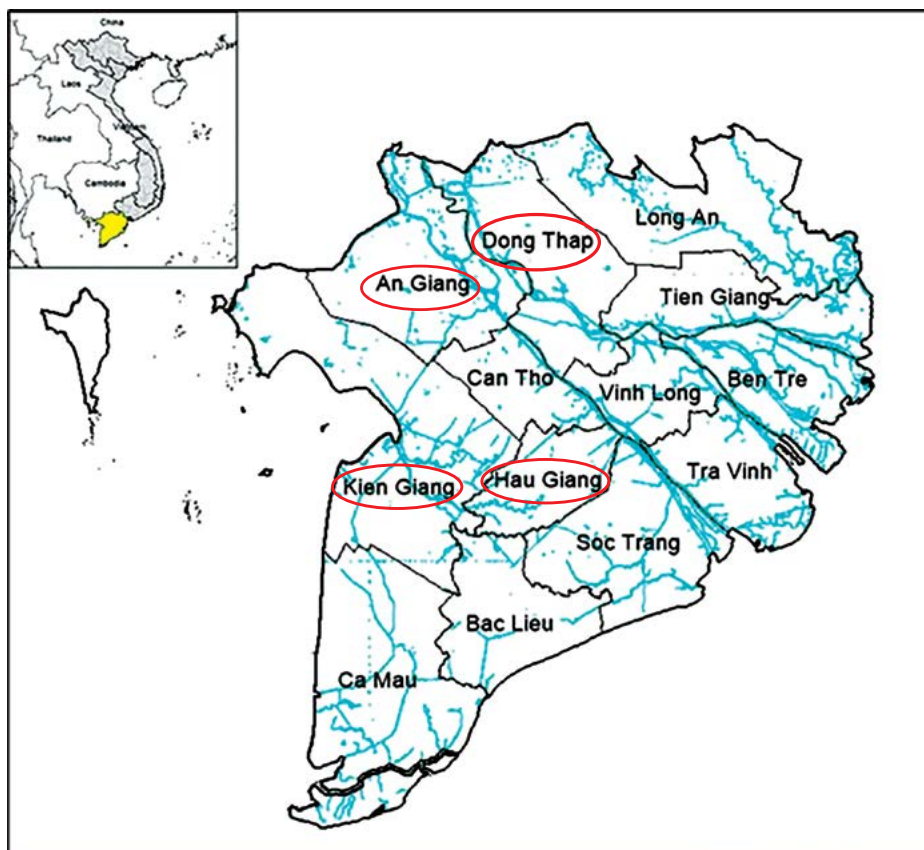 China
Laos
Vietnam
Thailand
Cambodia
Long An
Dong Thap
An Giang
Tien Giang
Can Tho
Vinh Long
Ben Tre
Tra Vinh
Kien Giang
Hau Giang
Soc Trang
Bac Lieu
Ca Mau